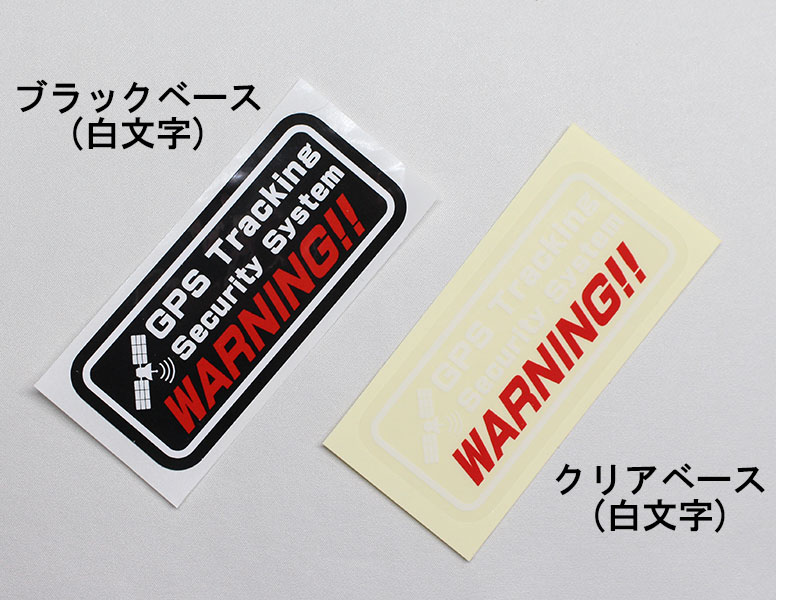 ブラックベース
（白文字）
GPS Tracking
Security System
WARNING!!
GPS Tracking
Security System
WARNING!!
クリアベース
（白文字）